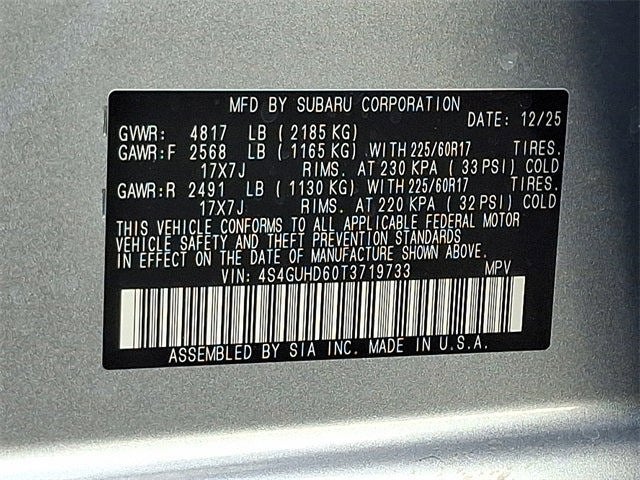 MFD BY SUBARU CORPORATION
DATE: 12/25
GVWR: 4817 LB (2185 KG)
GAWR:F 2568 LB (1165 KG) WITH 225/60R17 TIRES.
17X7J RIMS. AT 230 KPA (33 PSI) COLD
GAWR:R 2491 LB (1130 KG) WITH 225/60R17 TIRES.
17X7J RIMS. AT 220 KPA (32 PSI) COLD
THIS VEHICLE CONFORMS TO ALL APPLICABLE FEDERAL MOTOR
VEHICLE SAFETY AND THEFT PREVENTION STANDARDS
IN EFFECT ON THE DATE OF MANUFACTURE SHOWN ABOVE.
VIN: 4S4GUHD60T3719733 MPV
ASSEMBLED BY SIA INC. MADE IN U.S.A.